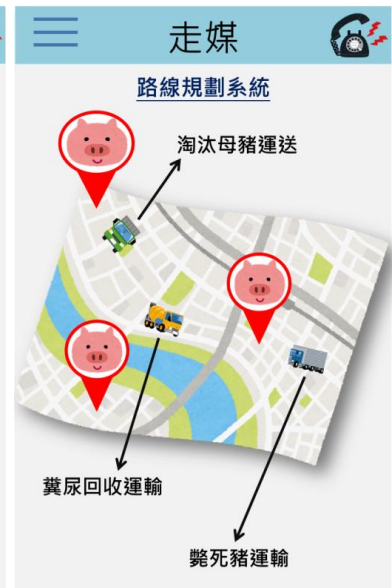 走媒
路線規劃系統
淘汰母豬運送
糞尿回收運輸
斃死豬運輸